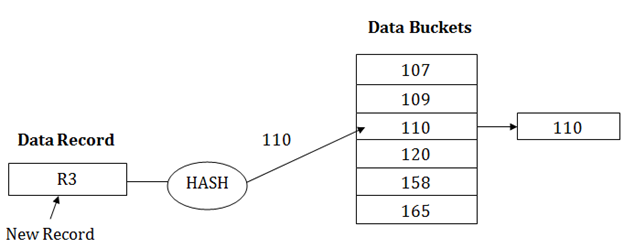 Data Buckets
107
109
110
120
158
165
110
110
Data Record
R3
HASH
New Record